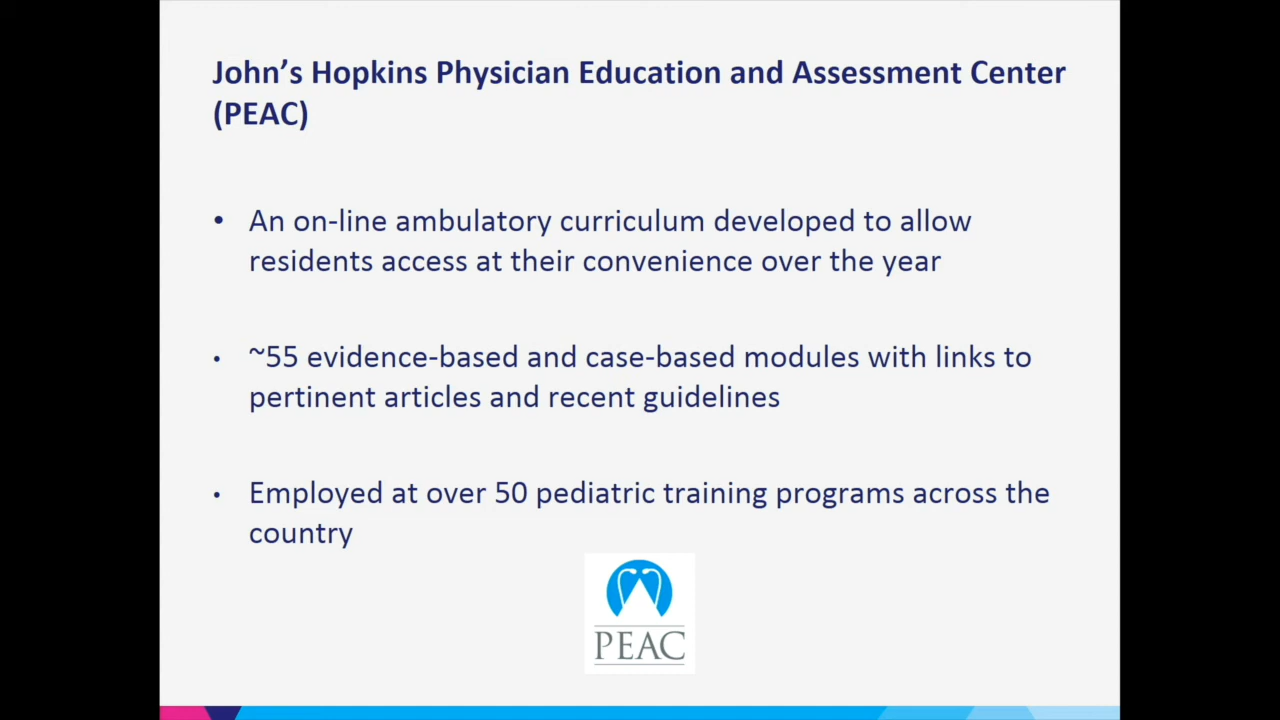 John’s Hopkins Physician Education and Assessment Center
(PEAC)
• An on-line ambulatory curriculum developed to allow
residents access at their convenience over the year
• ~55 evidence-based and case-based modules with links to
pertinent articles and recent guidelines
• Employed at over 50 pediatric training programs across the
country
PEAC